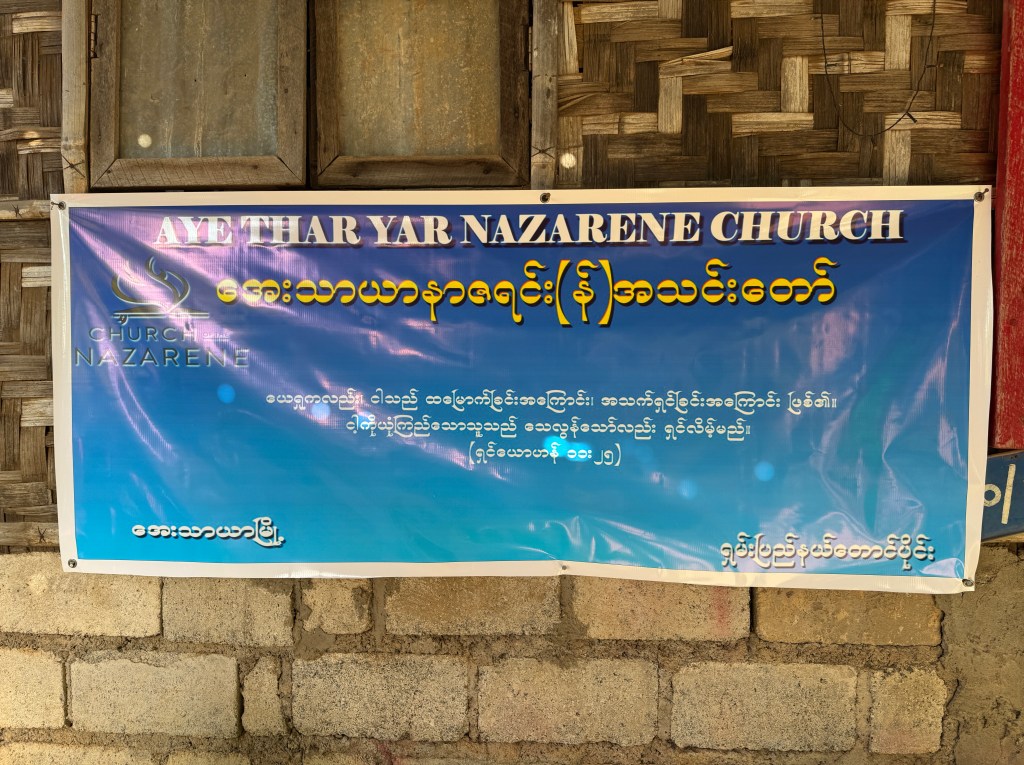 AYE THAR YAR NAZARENE CHURCH
အေးသာယာနာဇရင်း(န်)အသင်းတော်
CHURCH OF THE
NAZARENE
ယေရှုကလည်း၊ ငါသည် ထမြောက်ခြင်းအကြောင်း၊ အသက်ရှင်ခြင်းအကြောင်း ဖြစ်၏။
ငါ့ကိုယုံကြည်သောသူသည် သေလွန်သော်လည်း ရှင်လိမ့်မည်။
(ရှင်ယောဟန် ၁၁း၂၅)
အေးသာယာမြို့
ရှမ်းပြည်နယ်တောင်ပိုင်း